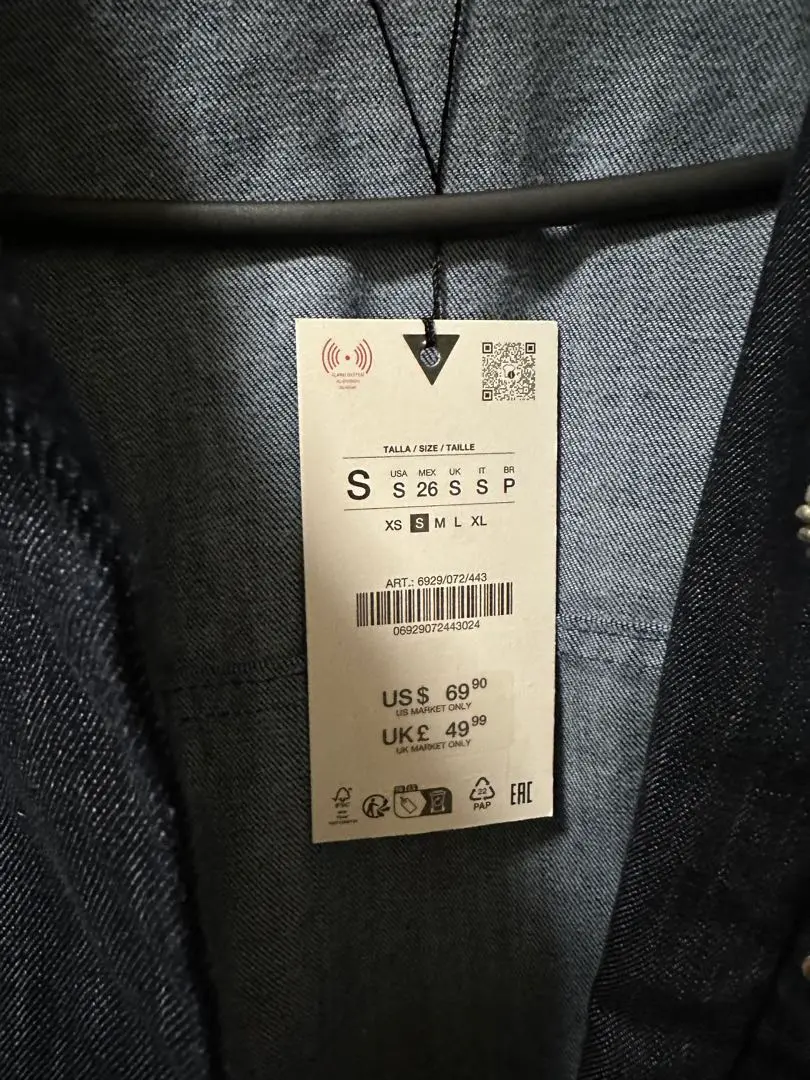 TALLA / SIZE / TAILLE
S USA S MEX 26 UK S IT S BR P
XS S M L XL
ART.: 6929/072/443
06929072443024
US $ 69 90
US MARKET ONLY
UK £ 49 99
UK MARKET ONLY
FSC
22
PAP
EAC